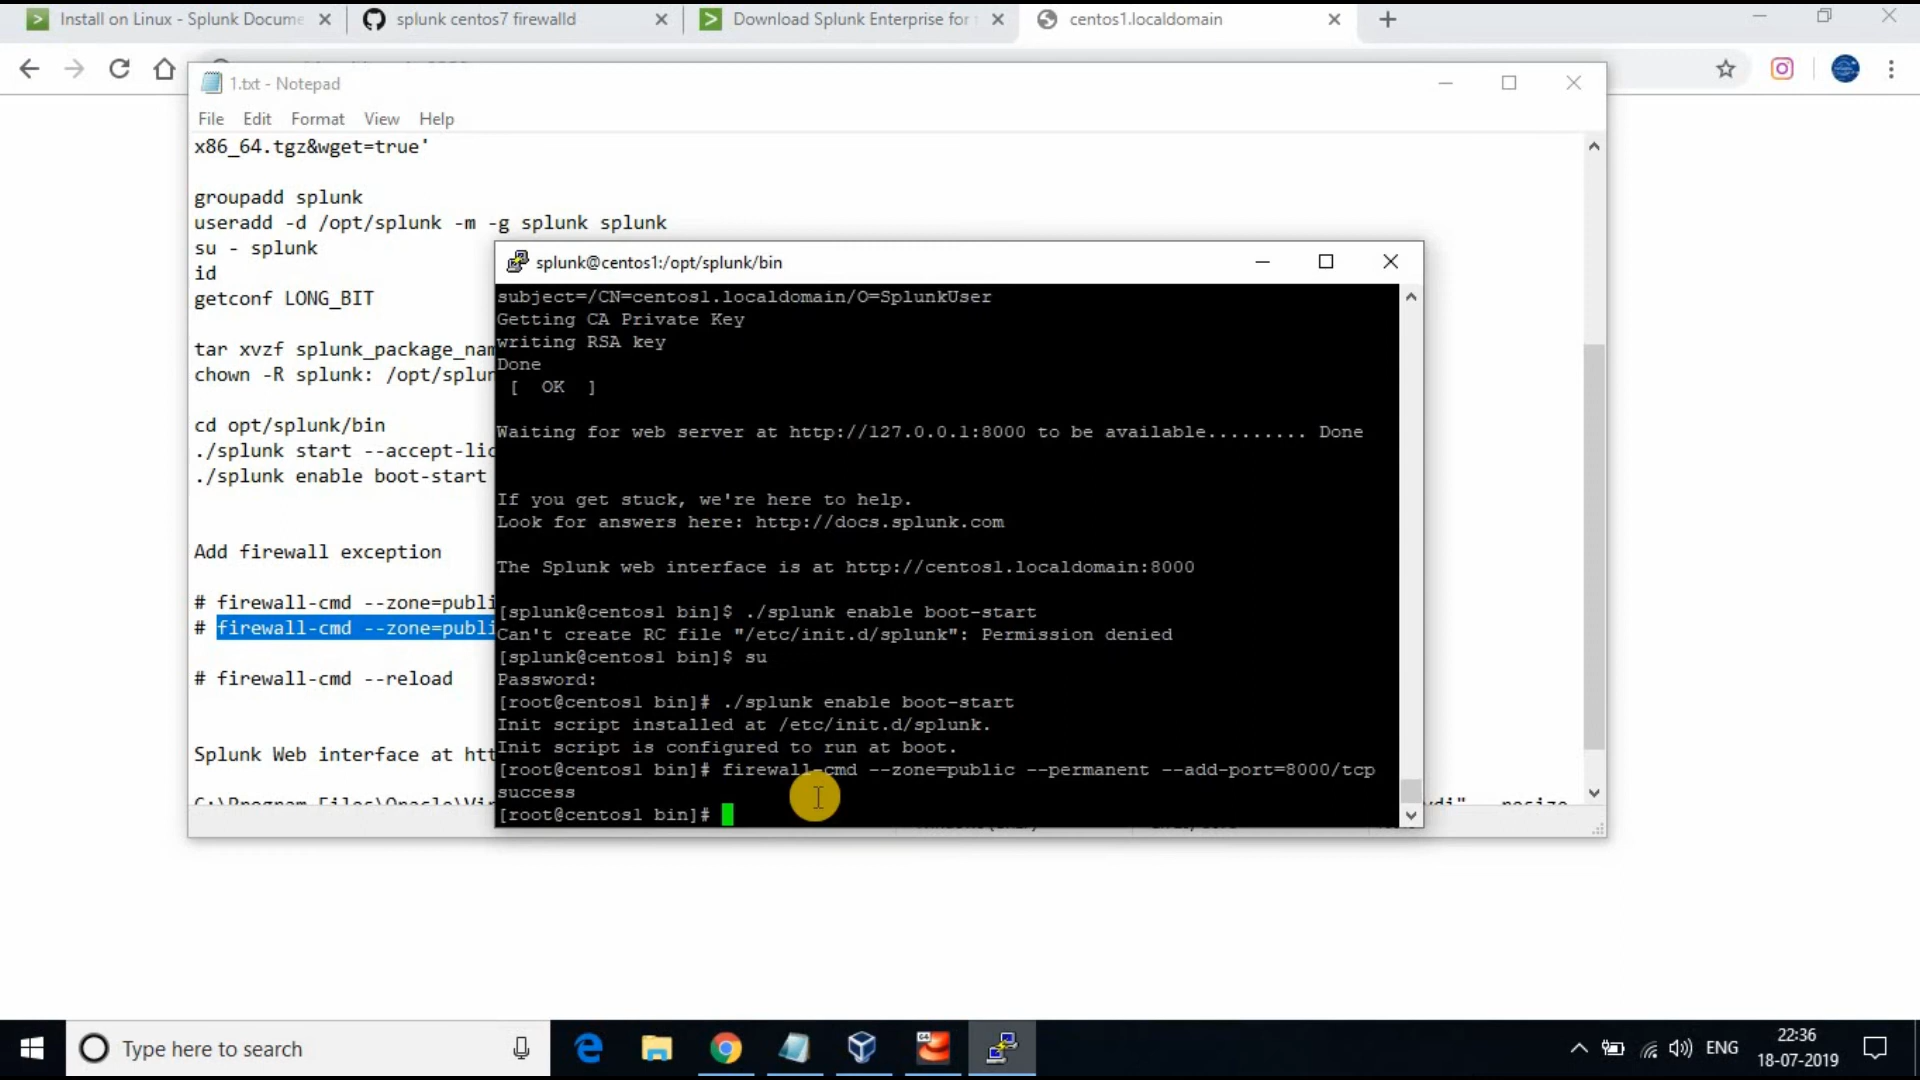 Install on Linux - Splunk Docume
splunk centos7 firewalld
Download Splunk Enterprise for
centos1.localdomain
1.txt - Notepad
File Edit Format View Help
x86_64.tgz&wget=true'
groupadd splunk
useradd -d /opt/splunk -m -g splunk splunk
su - splunk
id
getconf LONG_BIT
tar xvzf splunk_package_nam
chown -R splunk: /opt/splun
cd opt/splunk/bin
./splunk start --accept-lic
./splunk enable boot-start
Add firewall exception
# firewall-cmd --zone=publi
# firewall-cmd --zone=publi
# firewall-cmd --reload
Splunk Web interface at htt
C:\Program Files\Oracle\Vir
splunk@centos1:/opt/splunk/bin
subject=/CN=centos1.localdomain/O=SplunkUser
Getting CA Private Key
writing RSA key
Done
[ OK ]
Waiting for web server at http://127.0.0.1:8000 to be available......... Done
If you get stuck, we're here to help.
Look for answers here: http://docs.splunk.com
The Splunk web interface is at http://centos1.localdomain:8000
[splunk@centos1 bin]$ ./splunk enable boot-start
Can't create RC file "/etc/init.d/splunk": Permission denied
[splunk@centos1 bin]$ su
Password:
[root@centos1 bin]# ./splunk enable boot-start
Init script installed at /etc/init.d/splunk.
Init script is configured to run at boot.
[root@centos1 bin]# firewall-cmd --zone=public --permanent --add-port=8000/tcp
success
[root@centos1 bin]#
Type here to search
ENG
22:36
18-07-2019